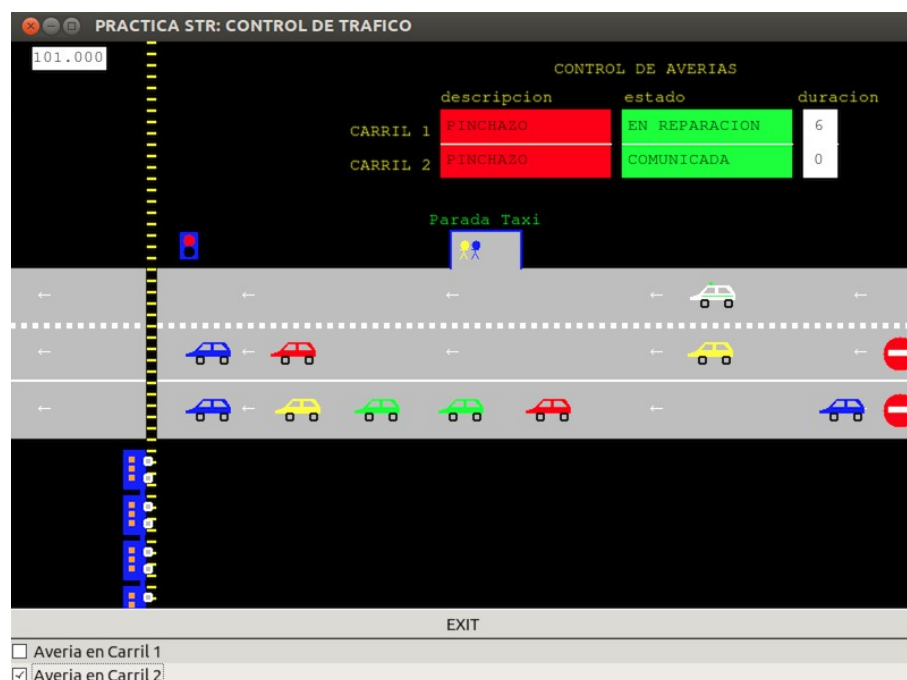 PRACTICA STR: CONTROL DE TRAFICO
101.000
CONTROL DE AVERIAS
descripcion estado duracion
CARRIL 1 PINCHAZO EN REPARACION 6
CARRIL 2 PINCHAZO COMUNICADA 0
Parada Taxi
EXIT
Averia en Carril 1
Averia en Carril 2